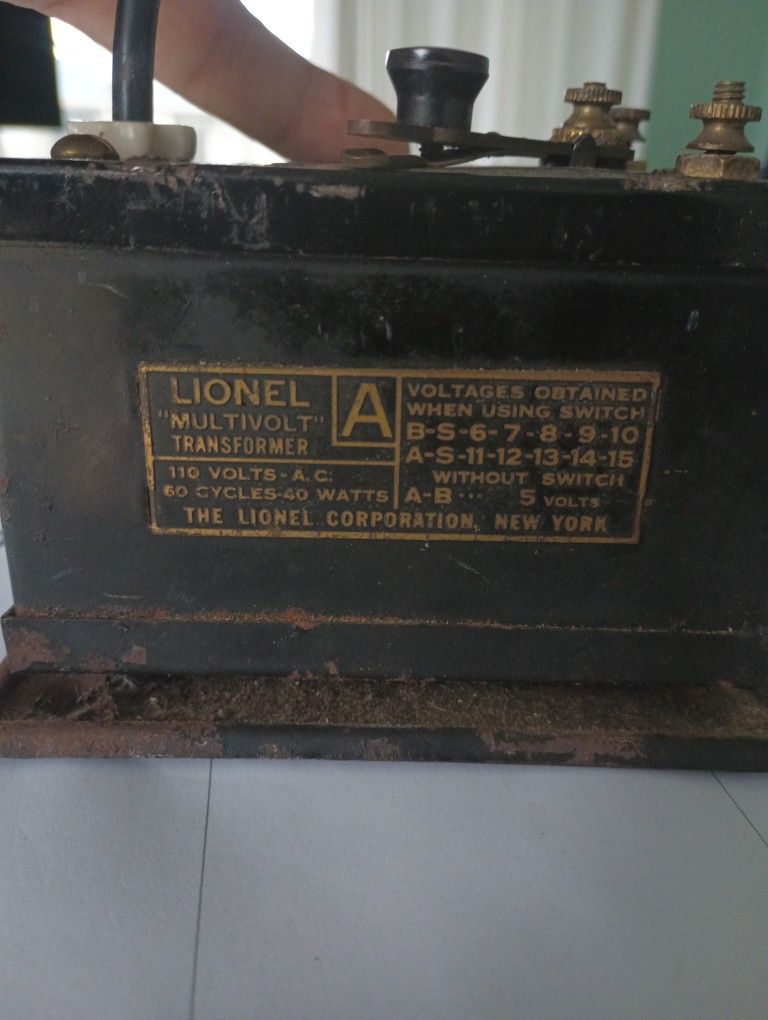 LIONEL
"MULTIVOLT"
TRANSFORMER
A
110 VOLTS-A.C.
60 CYCLES-40 WATTS
VOLTAGES OBTAINED
WHEN USING SWITCH
B-S-6-7-8-9-10
A-S-11-12-13-14-15
WITHOUT SWITCH
A-B ··· 5 VOLTS
THE LIONEL CORPORATION, NEW YORK